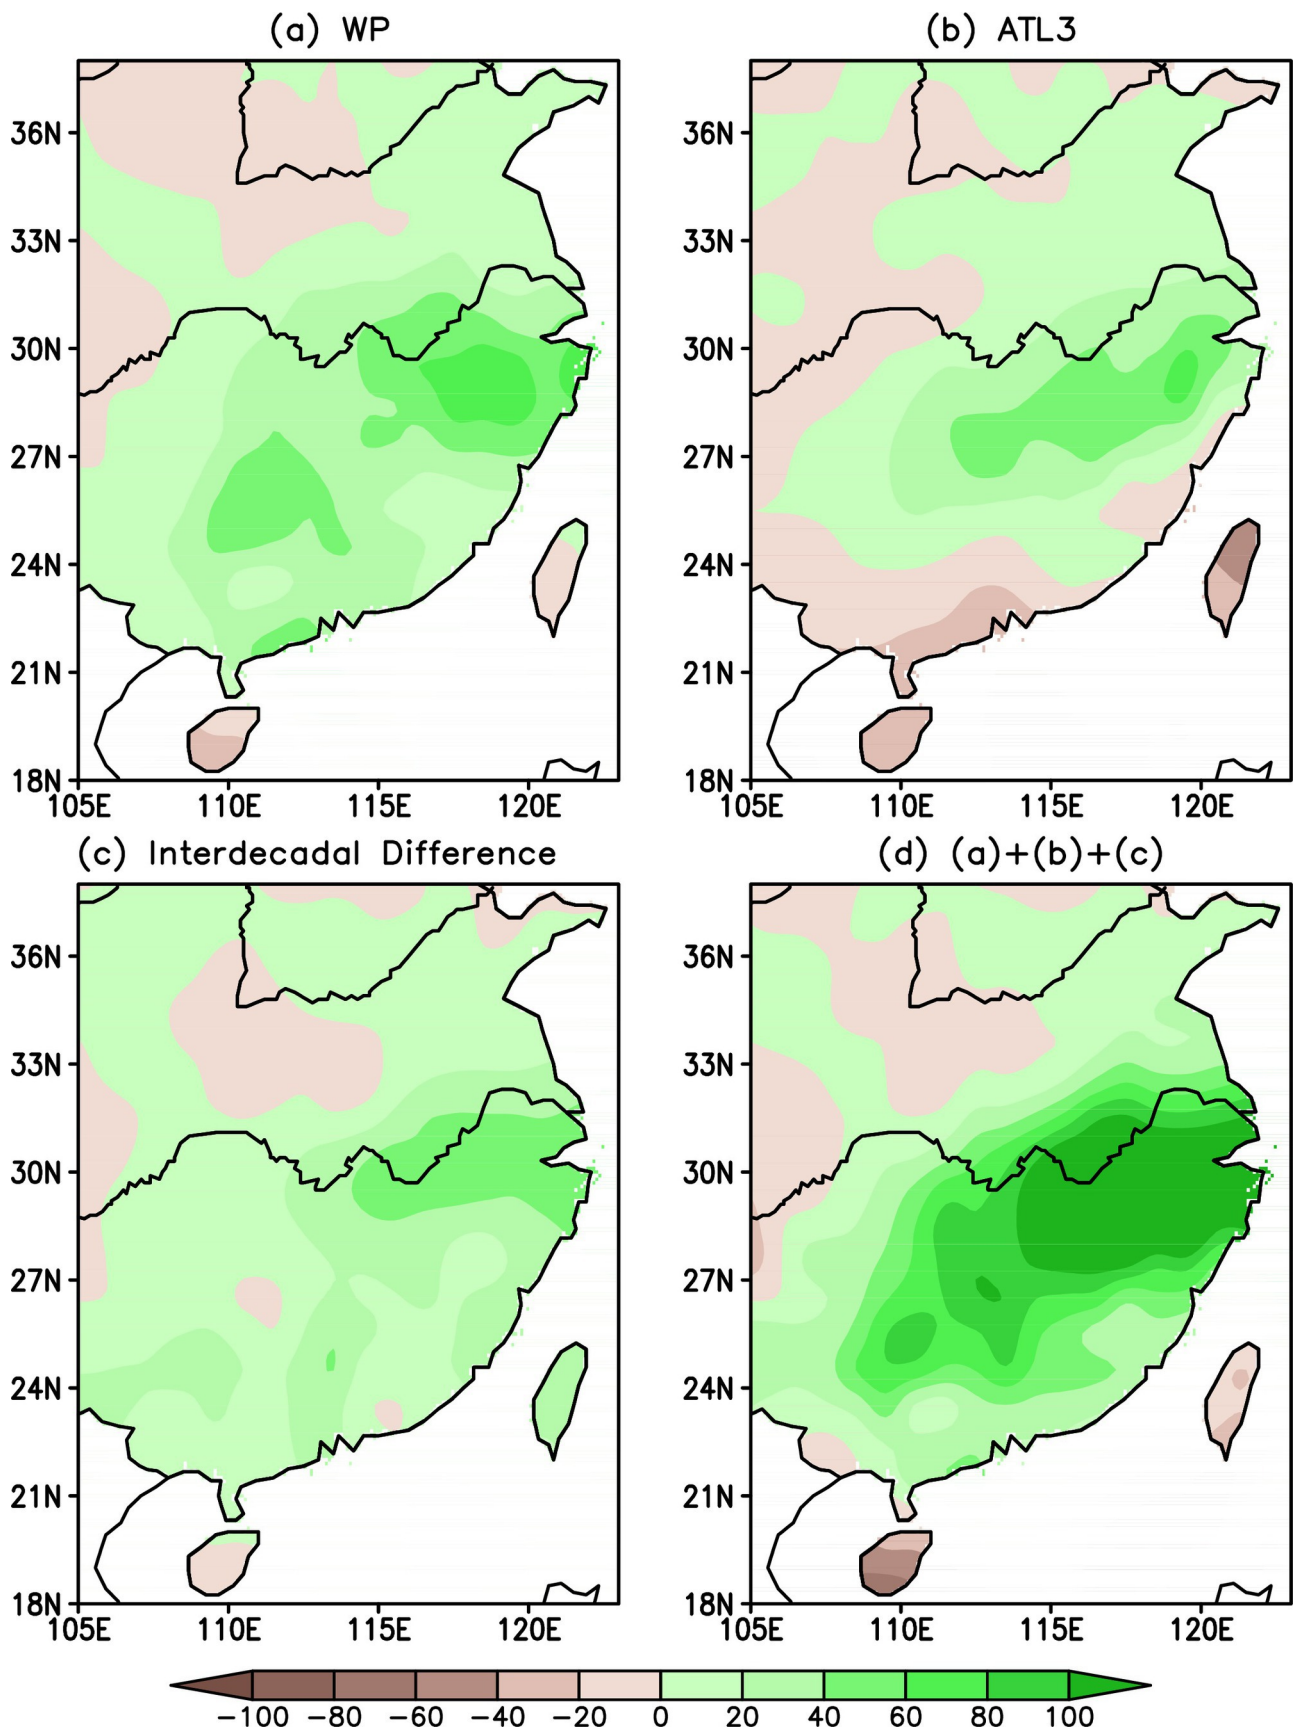 (a) WP
(b) ATL3
36N
33N
30N
27N
24N
21N
18N
105E 110E 115E 120E
36N
33N
30N
27N
24N
21N
18N
105E 110E 115E 120E
(c) Interdecadal Difference
(d) (a)+(b)+(c)
36N
33N
30N
27N
24N
21N
18N
105E 110E 115E 120E
36N
33N
30N
27N
24N
21N
18N
105E 110E 115E 120E
−100 −80 −60 −40 −20 0 20 40 60 80 100